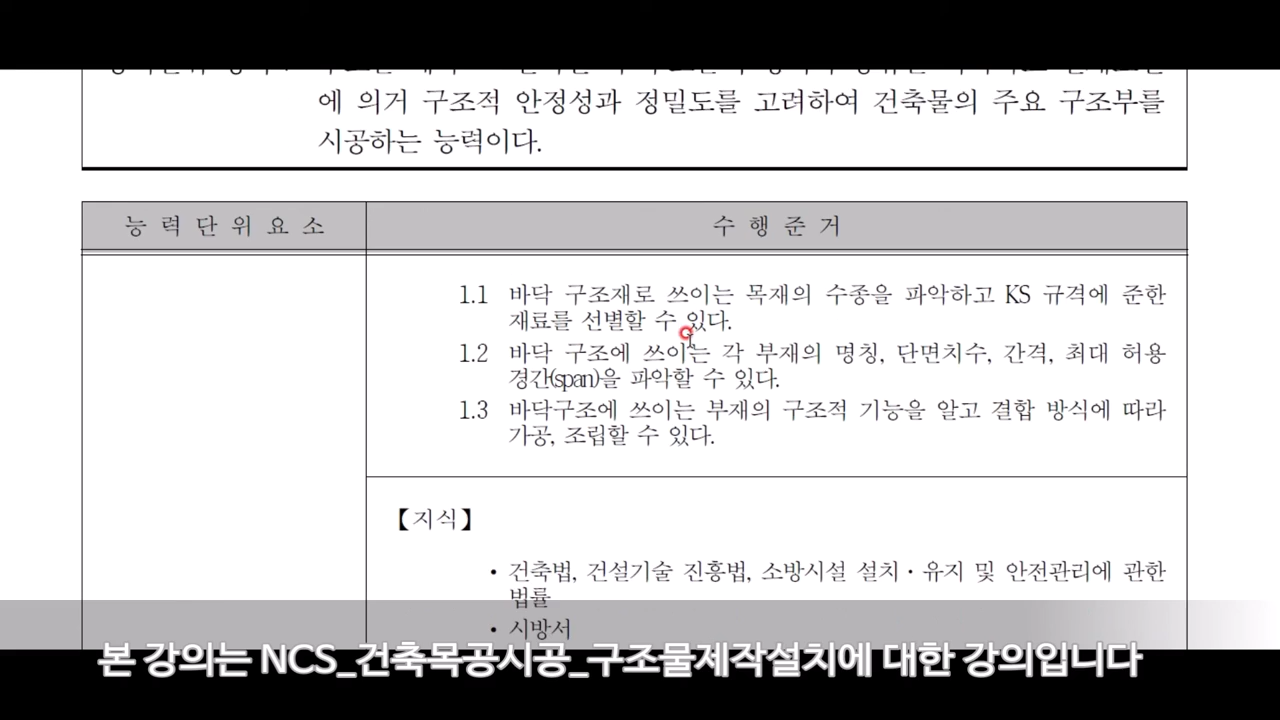 에 의거 구조적 안정성과 정밀도를 고려하여 건축물의 주요 구조부를
시공하는 능력이다.
능력단위요소
수행준거
1.1 바닥 구조재로 쓰이는 목재의 수종을 파악하고 KS 규격에 준한
재료를 선별할 수 있다.
1.2 바닥 구조에 쓰이는 각 부재의 명칭, 단면치수, 간격, 최대 허용
경간(span)을 파악할 수 있다.
1.3 바닥구조에 쓰이는 부재의 구조적 기능을 알고 결합 방식에 따라
가공, 조립할 수 있다.
【지식】
• 건축법, 건설기술 진흥법, 소방시설 설치·유지 및 안전관리에 관한
법률
• 시방서
본 강의는 NCS_건축목공시공_구조물제작설치에 대한 강의입니다